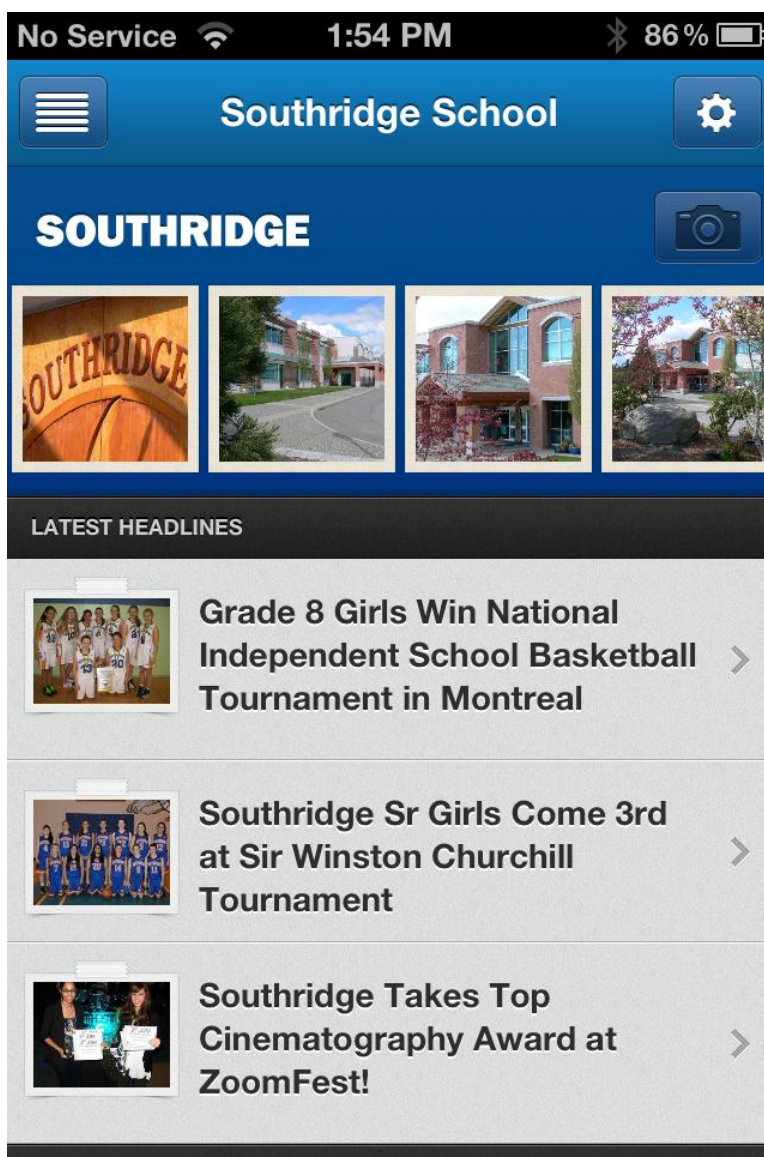 No Service 1:54 PM 86%
Southridge School
SOUTHRIDGE
SOUTHRIDGE
LATEST HEADLINES
Grade 8 Girls Win National
Independent School Basketball
Tournament in Montreal
Southridge Sr Girls Come 3rd
at Sir Winston Churchill
Tournament
Southridge Takes Top
Cinematography Award at
ZoomFest!